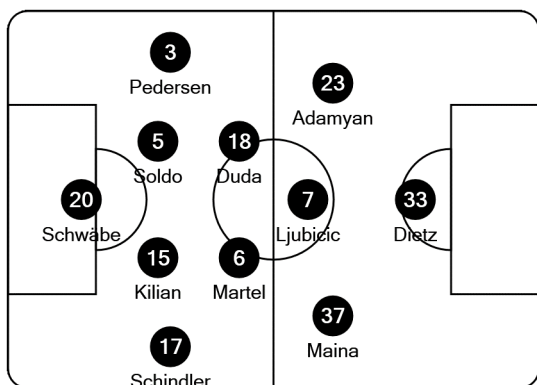 3
Pedersen
23
Adamyan
5
Soldo
18
Duda
20
Schwäbe
7
Ljubicic
33
Dietz
15
Kilian
6
Martel
37
Maina
17
Schindler